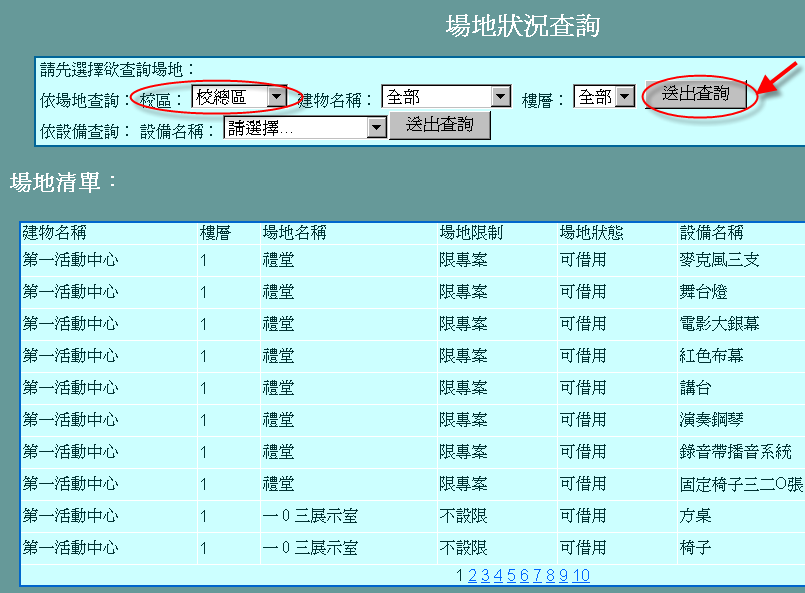 場地狀況查詢
請先選擇欲查詢場地：
依場地查詢： 校區： 校總區 建物名稱： 全部 樓層： 全部 送出查詢
依設備查詢： 設備名稱： 請選擇... 送出查詢
場地清單：
建物名稱 樓層 場地名稱 場地限制 場地狀態 設備名稱
第一活動中心 1 禮堂 限專案 可借用 麥克風三支
第一活動中心 1 禮堂 限專案 可借用 舞台燈
第一活動中心 1 禮堂 限專案 可借用 電影大銀幕
第一活動中心 1 禮堂 限專案 可借用 紅色布幕
第一活動中心 1 禮堂 限專案 可借用 講台
第一活動中心 1 禮堂 限專案 可借用 演奏鋼琴
第一活動中心 1 禮堂 限專案 可借用 錄音帶播音系統
第一活動中心 1 禮堂 限專案 可借用 固定椅子三二○張
第一活動中心 1 一０三展示室 不設限 可借用 方桌
第一活動中心 1 一０三展示室 不設限 可借用 椅子
1 2 3 4 5 6 7 8 9 10